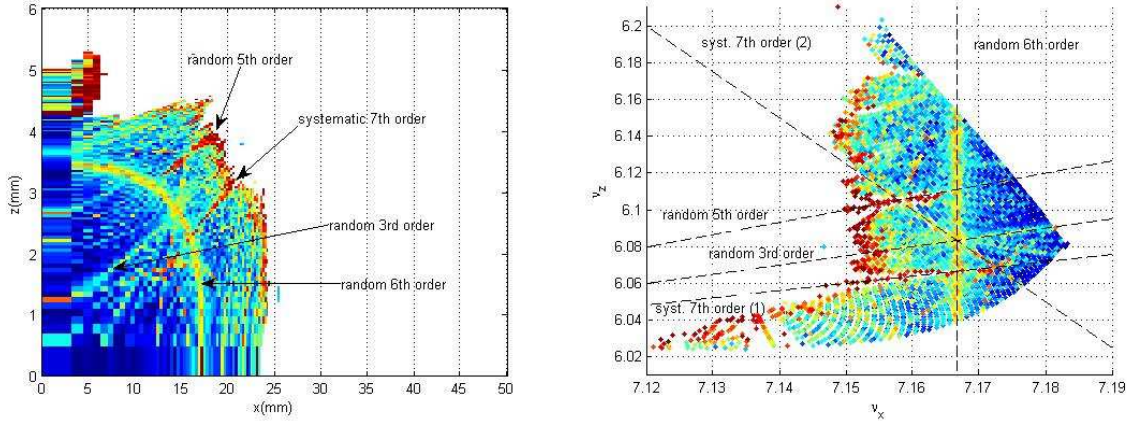 6
5
4
3
2
1
0
z(mm)
0 5 10 15 20 25 30 35 40 45 50
x(mm)
random 5th order
systematic 7th order
random 3rd order
random 6th order
6.2
6.18
6.16
6.14
6.12
6.1
6.08
6.06
6.04
6.02
ν_z
7.12 7.13 7.14 7.15 7.16 7.17 7.18 7.19
ν_x
syst. 7th order (2)
random 6th order
random 5th order
random 3rd order
syst. 7th order (1)